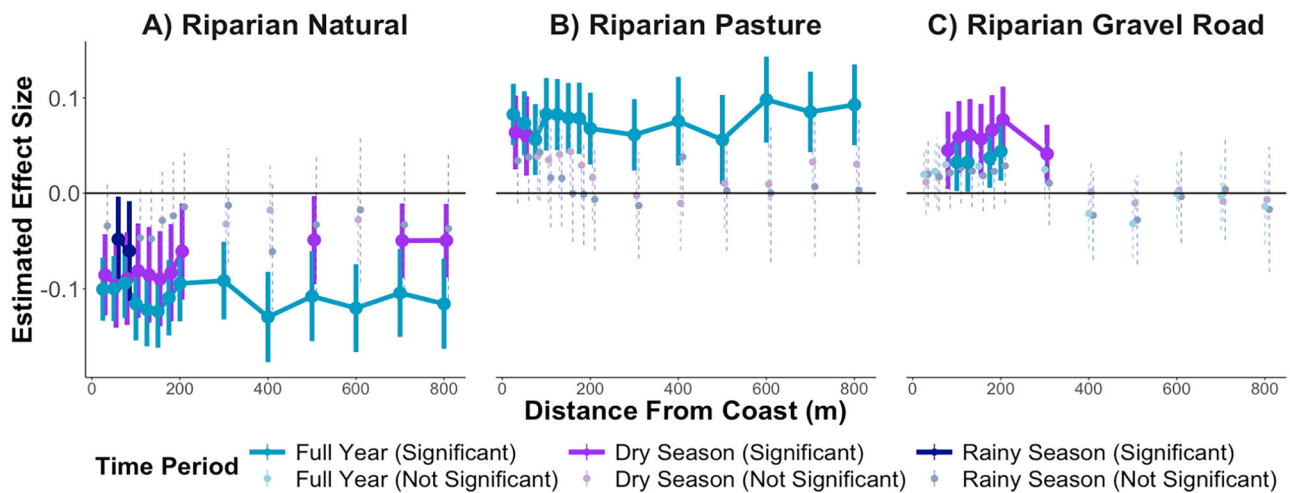 A) Riparian Natural B) Riparian Pasture C) Riparian Gravel Road
Estimated Effect Size
0.1
0.0
-0.1
0 200 400 600 800 0 200 400 600 800 0 200 400 600 800
Distance From Coast (m)
Time Period
Full Year (Significant) Dry Season (Significant) Rainy Season (Significant)
Full Year (Not Significant) Dry Season (Not Significant) Rainy Season (Not Significant)